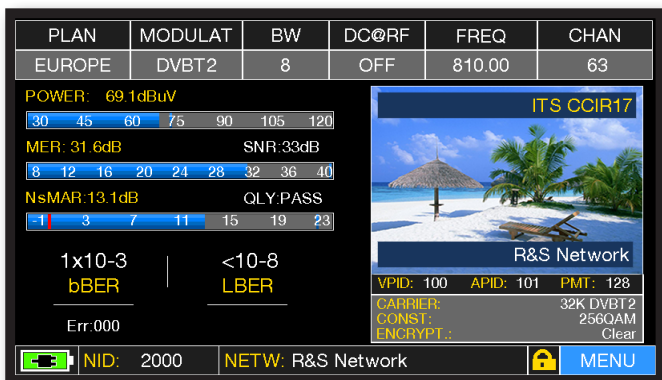 PLAN MODULAT BW DC@RF FREQ CHAN
EUROPE DVBT2 8 OFF 810.00 63
POWER: 69.1dBuV
30 45 60 75 90 105 120
MER: 31.6dB SNR:33dB
8 12 16 20 24 28 32 36 40
NsMAR:13.1dB QLY:PASS
-1 3 7 11 15 19 23
1x10-3 <10-8
bBER LBER
Err:000
ITS CCIR17
R&S Network
VPID: 100 APID: 101 PMT: 128
CARRIER: 32K DVBT2
CONST: 256QAM
ENCRYPT.: Clear
NID: 2000 NETW: R&S Network MENU